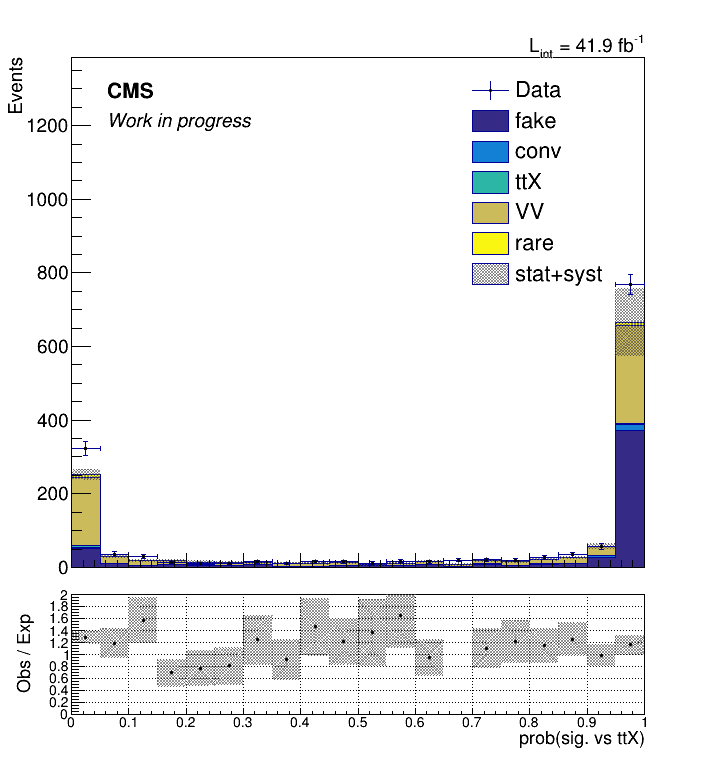 L_int = 41.9 fb^-1
Events
CMS
Work in progress
Data
fake
conv
ttX
VV
rare
stat+syst
1200
1000
800
600
400
200
0
Obs / Exp
2
1.8
1.6
1.4
1.2
1
0.8
0.6
0.4
0.2
0
0 0.1 0.2 0.3 0.4 0.5 0.6 0.7 0.8 0.9 1
prob(sig. vs ttX)